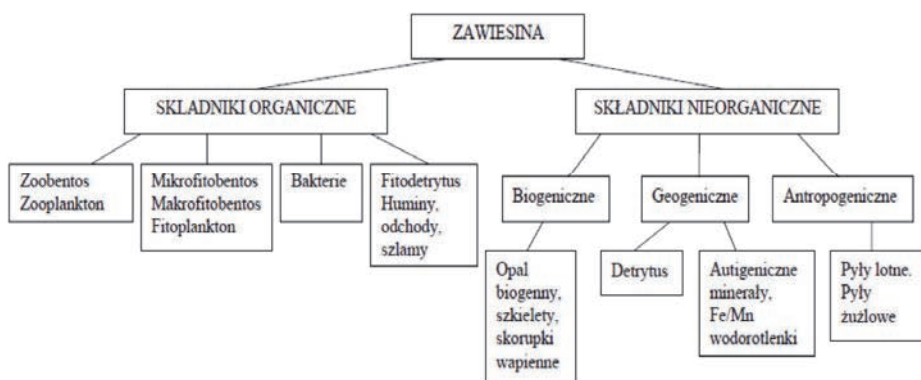 ZAWIESINA
SKŁADNIKI ORGANICZNE
SKŁADNIKI NIEORGANICZNE
Zoobentos
Zooplankton
Mikrofitobentos
Makrofitobentos
Fitoplankton
Bakterie
Fitodetrytus
Huminy,
odchody,
szlamy
Biogeniczne
Geogeniczne
Antropogeniczne
Opal
biogenny,
szkielety,
skorupki
wapienne
Detrytus
Autigeniczne
minerały,
Fe/Mn
wodorotlenki
Pyły lotne.
Pyły
żużlowe